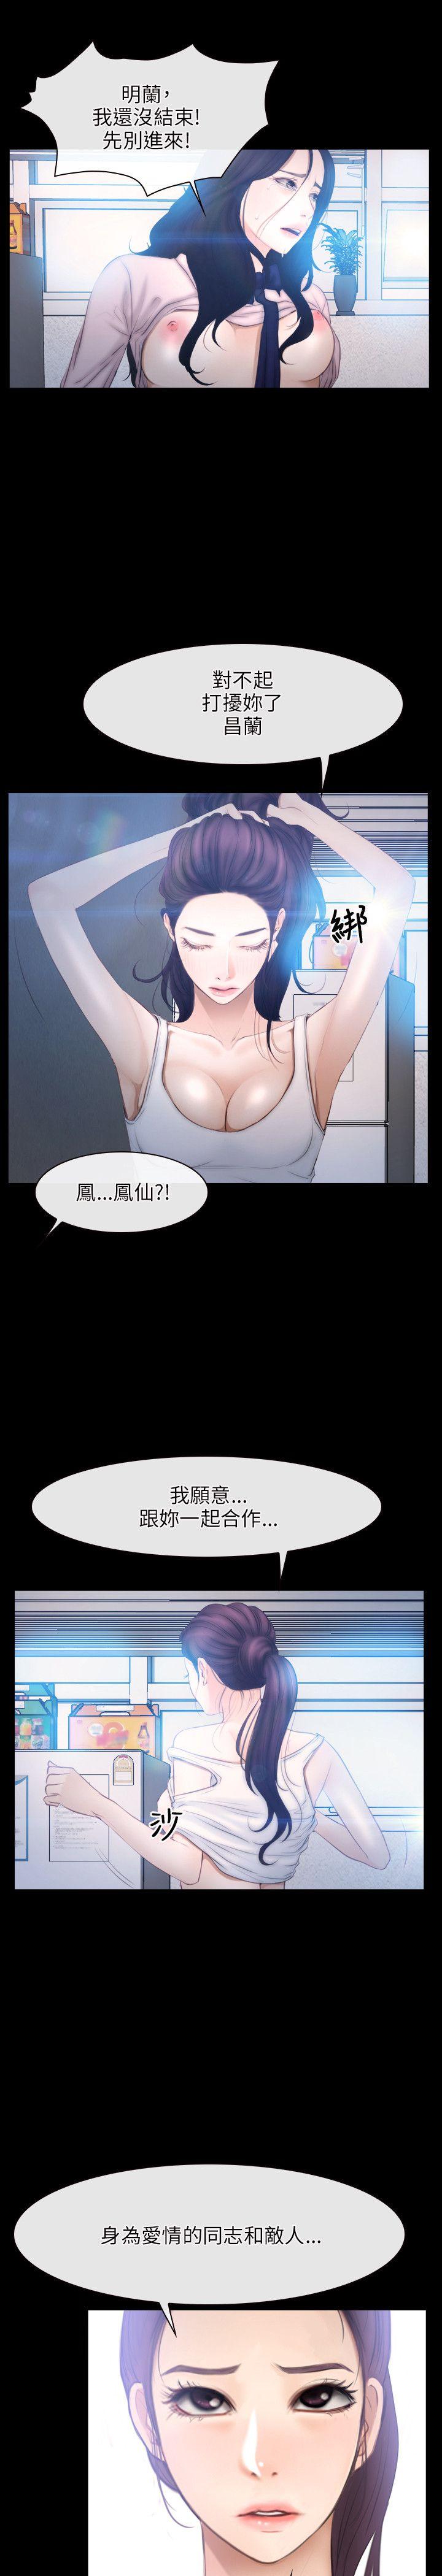 明蘭，
我還沒結束!
先別進來!
對不起
打擾妳了
昌蘭
綁
鳳...鳳仙?!
我願意...
跟妳一起合作...
沙
身為愛情的同志和敵人...